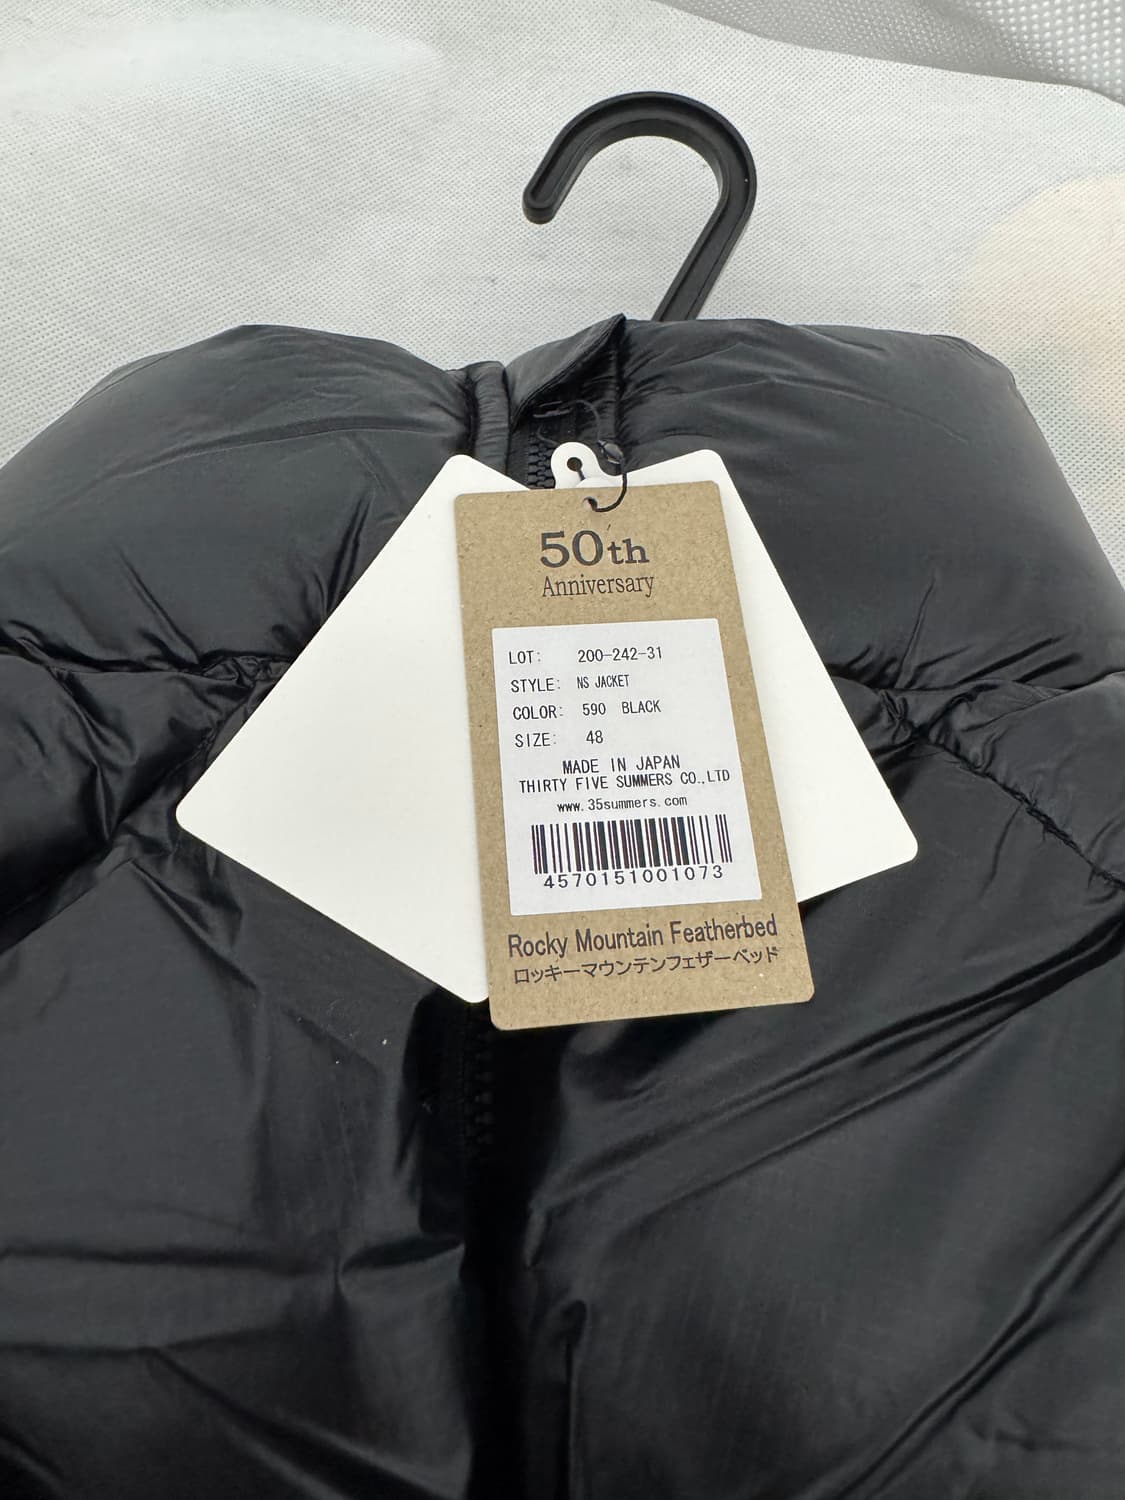 50th
Anniversary
LOT: 200-242-31
STYLE: NS JACKET
COLOR: 590 BLACK
SIZE: 48
MADE IN JAPAN
THIRTY FIVE SUMMERS CO.,LTD
www.35summers.com
4570151001073
Rocky Mountain Featherbed
ロッキーマウンテンフェザーベッド